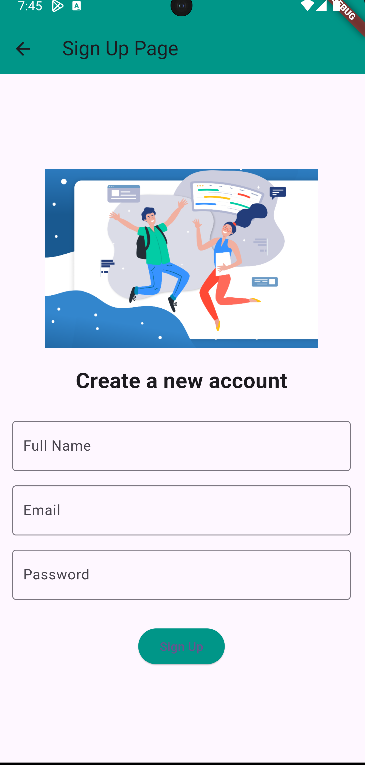 7:45
Sign Up Page
Create a new account
Full Name
Email
Password
Sign Up